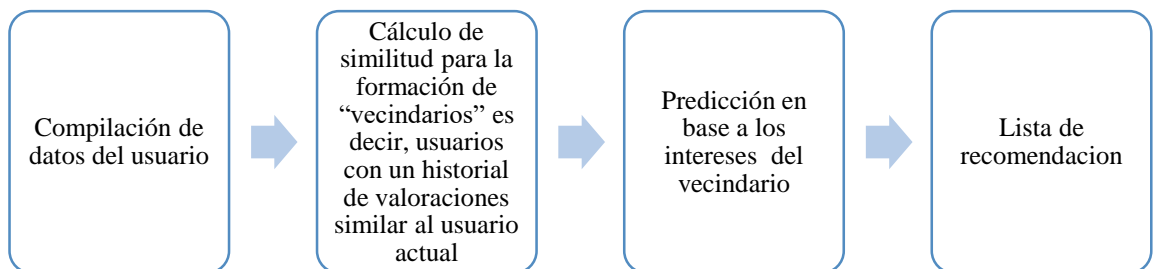 Compilación de
datos del usuario
Cálculo de
similitud para la
formación de
“vecindarios” es
decir, usuarios
con un historial
de valoraciones
similar al usuario
actual
Predicción en
base a los
intereses del
vecindario
Lista de
recomendacion